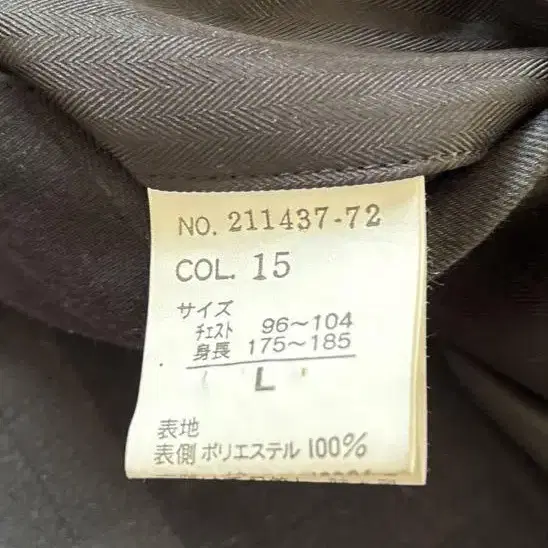 NO. 211437-72
COL. 15
サイズ
チェスト 96～104
身長 175～185
L
表地
表側 ポリエステル 100%